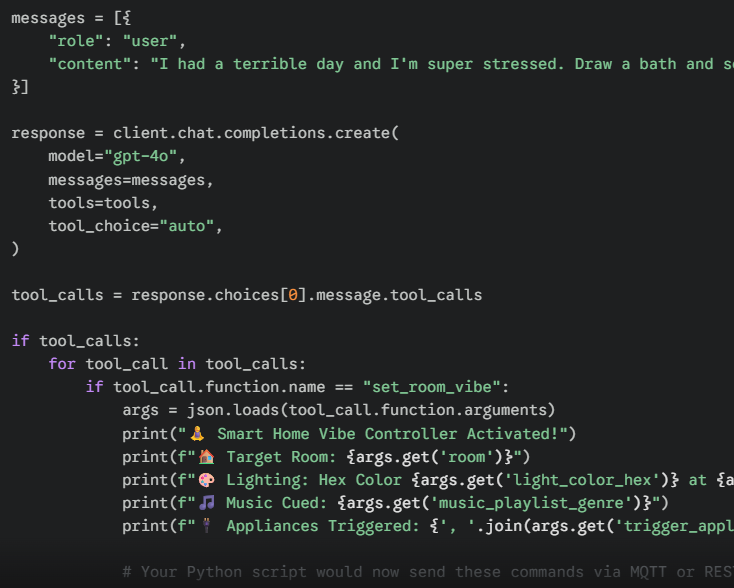 messages = [{
    "role": "user",
    "content": "I had a terrible day and I'm super stressed. Draw a bath and
}]
response = client.chat.completions.create(
    model="gpt-4o",
    messages=messages,
    tools=tools,
    tool_choice="auto",
)
tool_calls = response.choices[0].message.tool_calls
if tool_calls:
    for tool_call in tool_calls:
        if tool_call.function.name == "set_room_vibe":
            args = json.loads(tool_call.function.arguments)
            print("🧘 Smart Home Vibe Controller Activated!")
            print(f"🏠 Target Room: {args.get('room')}")
            print(f"🎨 Lighting: Hex Color {args.get('light_color_hex')} at {a
            print(f"🎵 Music Cued: {args.get('music_playlist_genre')}")
            print(f"🔌 Appliances Triggered: {', '.join(args.get('trigger_appl
            # Your Python script would now send these commands via MQTT or RES